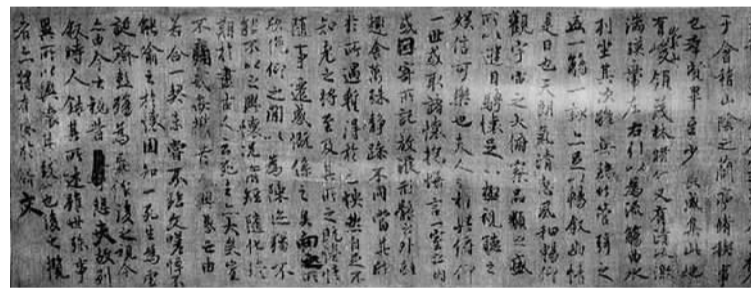 于會稽山陰之蘭亭脩稧事
也群賢畢至少長咸集此地
有崇山峻領茂林脩竹又有清流激
湍暎帶左右引以為流觴曲水
列坐其次雖無絲竹管弦之
盛一觴一詠亦足以暢叙幽情
是日也天朗氣清惠風和暢仰
觀宇宙之大俯察品類之盛
所以遊目騁懷足以極視聽之
娛信可樂也夫人之相與俯仰
一世或取諸懷抱悟言一室之內
或因寄所託放浪形骸之外雖
趣舍萬殊靜躁不同當其欣
於所遇蹔得於己怏然自足不
知老之將至及其所之既惓情
隨事遷感慨係之矣向之所
欣俛仰之閒以為陳迹猶不
能不以之興懷況脩短隨化終
期於盡古人云死生亦大矣豈
不痛哉每攬昔人興感之由
若合一契未嘗不臨文嗟悼不
能喻之於懷固知一死生為虛
誕齊彭殤為妄作後之視今
亦由今之視昔悲夫故列
叙時人錄其所述雖世殊事
異所以興懷其致一也後之攬
者亦將有感於斯文